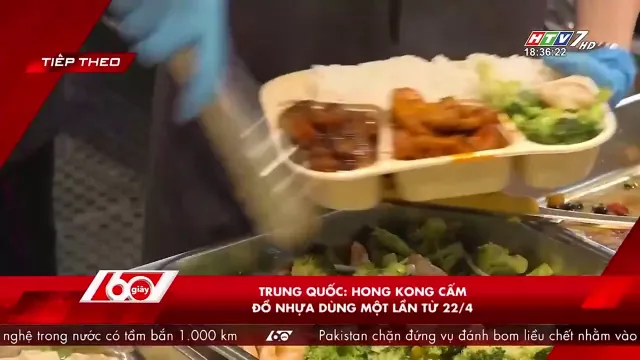 TIẾP THEO
HTV7HD
18:36:22
60 giây
TRUNG QUỐC: HONG KONG CẤM
ĐỒ NHỰA DÙNG MỘT LẦN TỪ 22/4
nghệ trong nước có tầm bắn 1.000 km 60s Pakistan chặn đứng vụ đánh bom liều chết nhằm vào